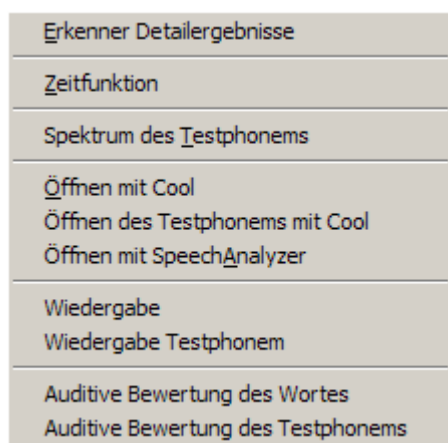 Erkenner Detailergebnisse
Zeitfunktion
Spektrum des Testphonems
Öffnen mit Cool
Öffnen des Testphonems mit Cool
Öffnen mit SpeechAnalyzer
Wiedergabe
Wiedergabe Testphonem
Auditive Bewertung des Wortes
Auditive Bewertung des Testphonems